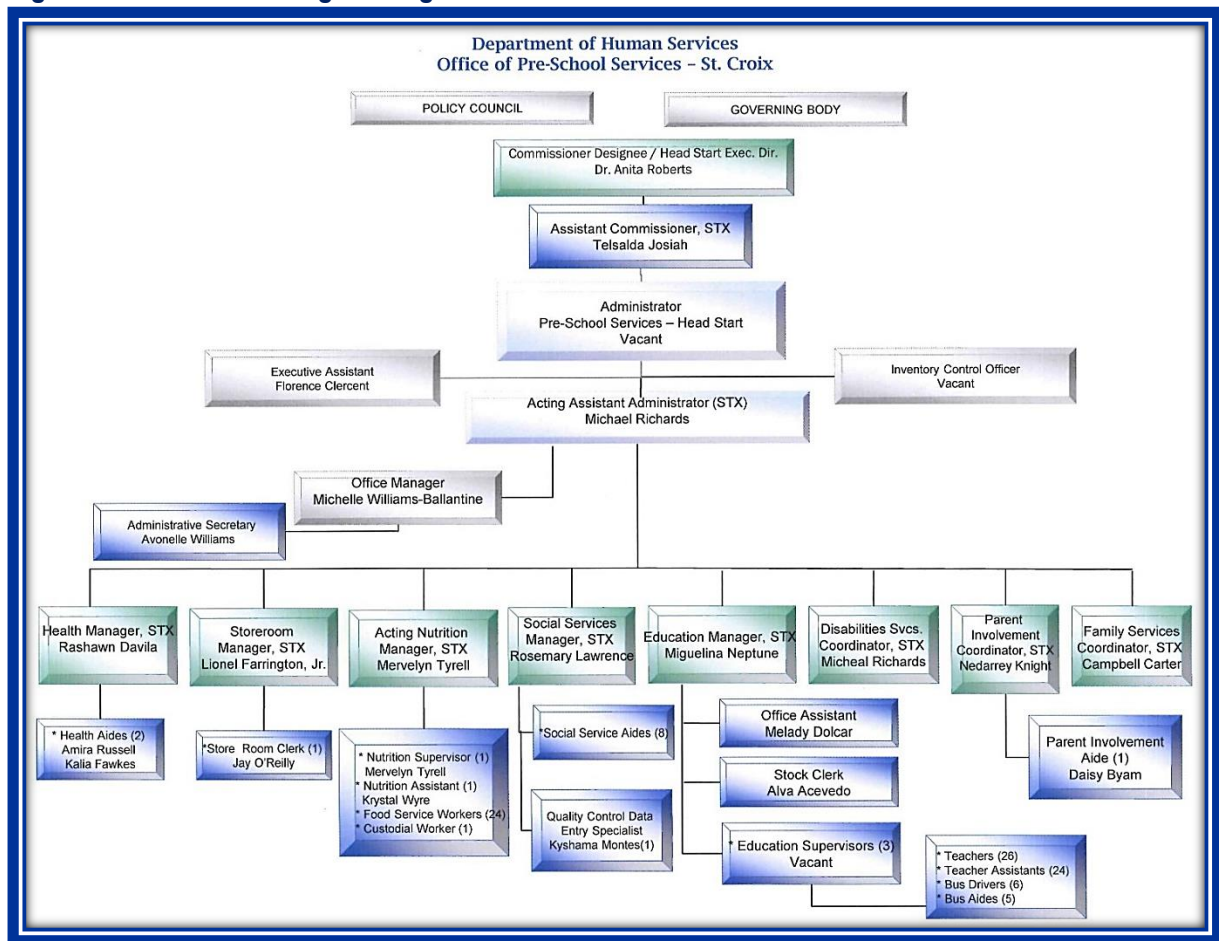 Department of Human Services
Office of Pre-School Services – St. Croix
POLICY COUNCIL
GOVERNING BODY
Commissioner Designee / Head Start Exec. Dir.
Dr. Anita Roberts
Assistant Commissioner, STX
Telsalda Josiah
Administrator
Pre-School Services – Head Start
Vacant
Executive Assistant
Florence Clercent
Inventory Control Officer
Vacant
Acting Assistant Administrator (STX)
Michael Richards
Office Manager
Michelle Williams-Ballantine
Administrative Secretary
Avonelle Williams
Health Manager, STX
Rashawn Davila
Storeroom
Manager, STX
Lionel Farrington, Jr.
Acting Nutrition
Manager, STX
Mervelyn Tyrell
Social Services
Manager, STX
Rosemary Lawrence
Education Manager, STX
Miguelina Neptune
Disabilities Svcs.
Coordinator, STX
Micheal Richards
Parent
Involvement
Coordinator, STX
Nedarrey Knight
Family Services
Coordinator, STX
Campbell Carter
* Health Aides (2)
Amira Russell
Kalia Fawkes
*Store Room Clerk (1)
Jay O'Reilly
* Nutrition Supervisor (1)
Mervelyn Tyrell
* Nutrition Assistant (1)
Krystal Wyre
* Food Service Workers (24)
* Custodial Worker (1)
*Social Service Aides (8)
Quality Control Data
Entry Specialist
Kyshama Montes(1)
Office Assistant
Melady Dolcar
Stock Clerk
Alva Acevedo
* Education Supervisors (3)
Vacant
* Teachers (26)
* Teacher Assistants (24)
* Bus Drivers (6)
* Bus Aides (5)
Parent Involvement
Aide (1)
Daisy Byam